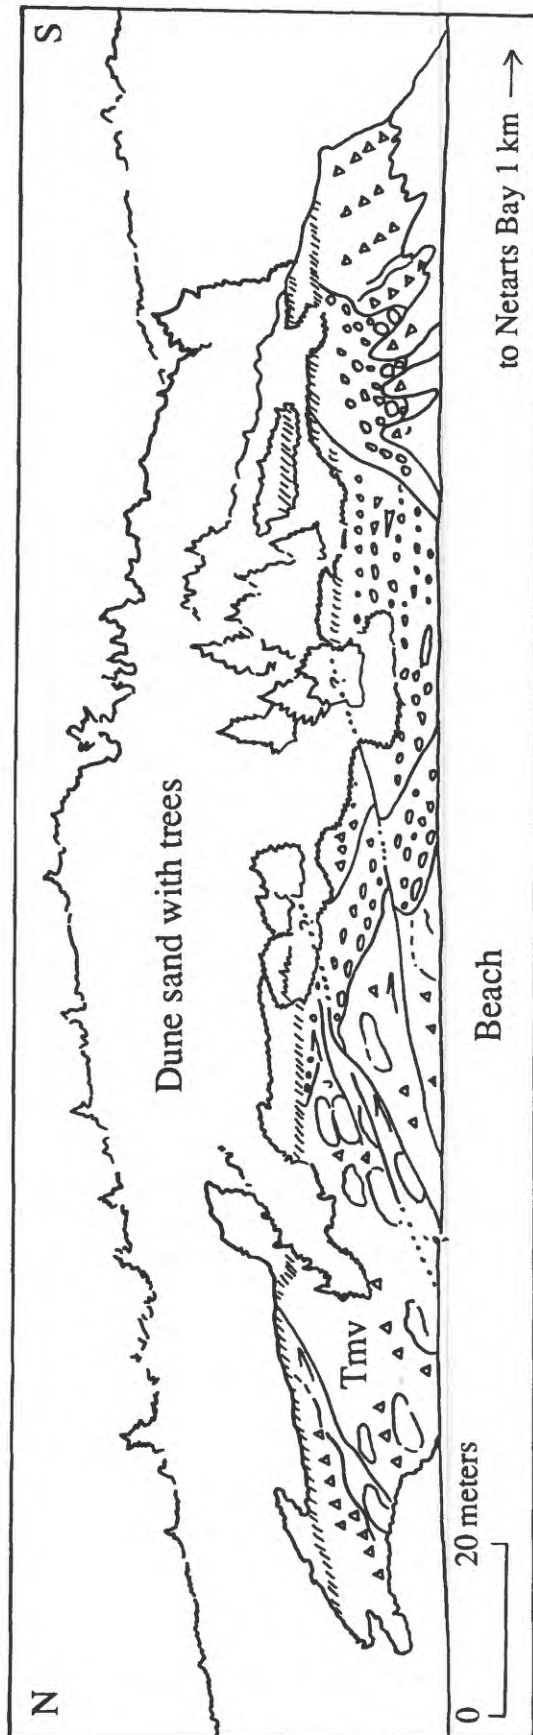 N
S
Dune sand with trees
Tmv
?
Beach
0
20 meters
to Netarts Bay 1 km →